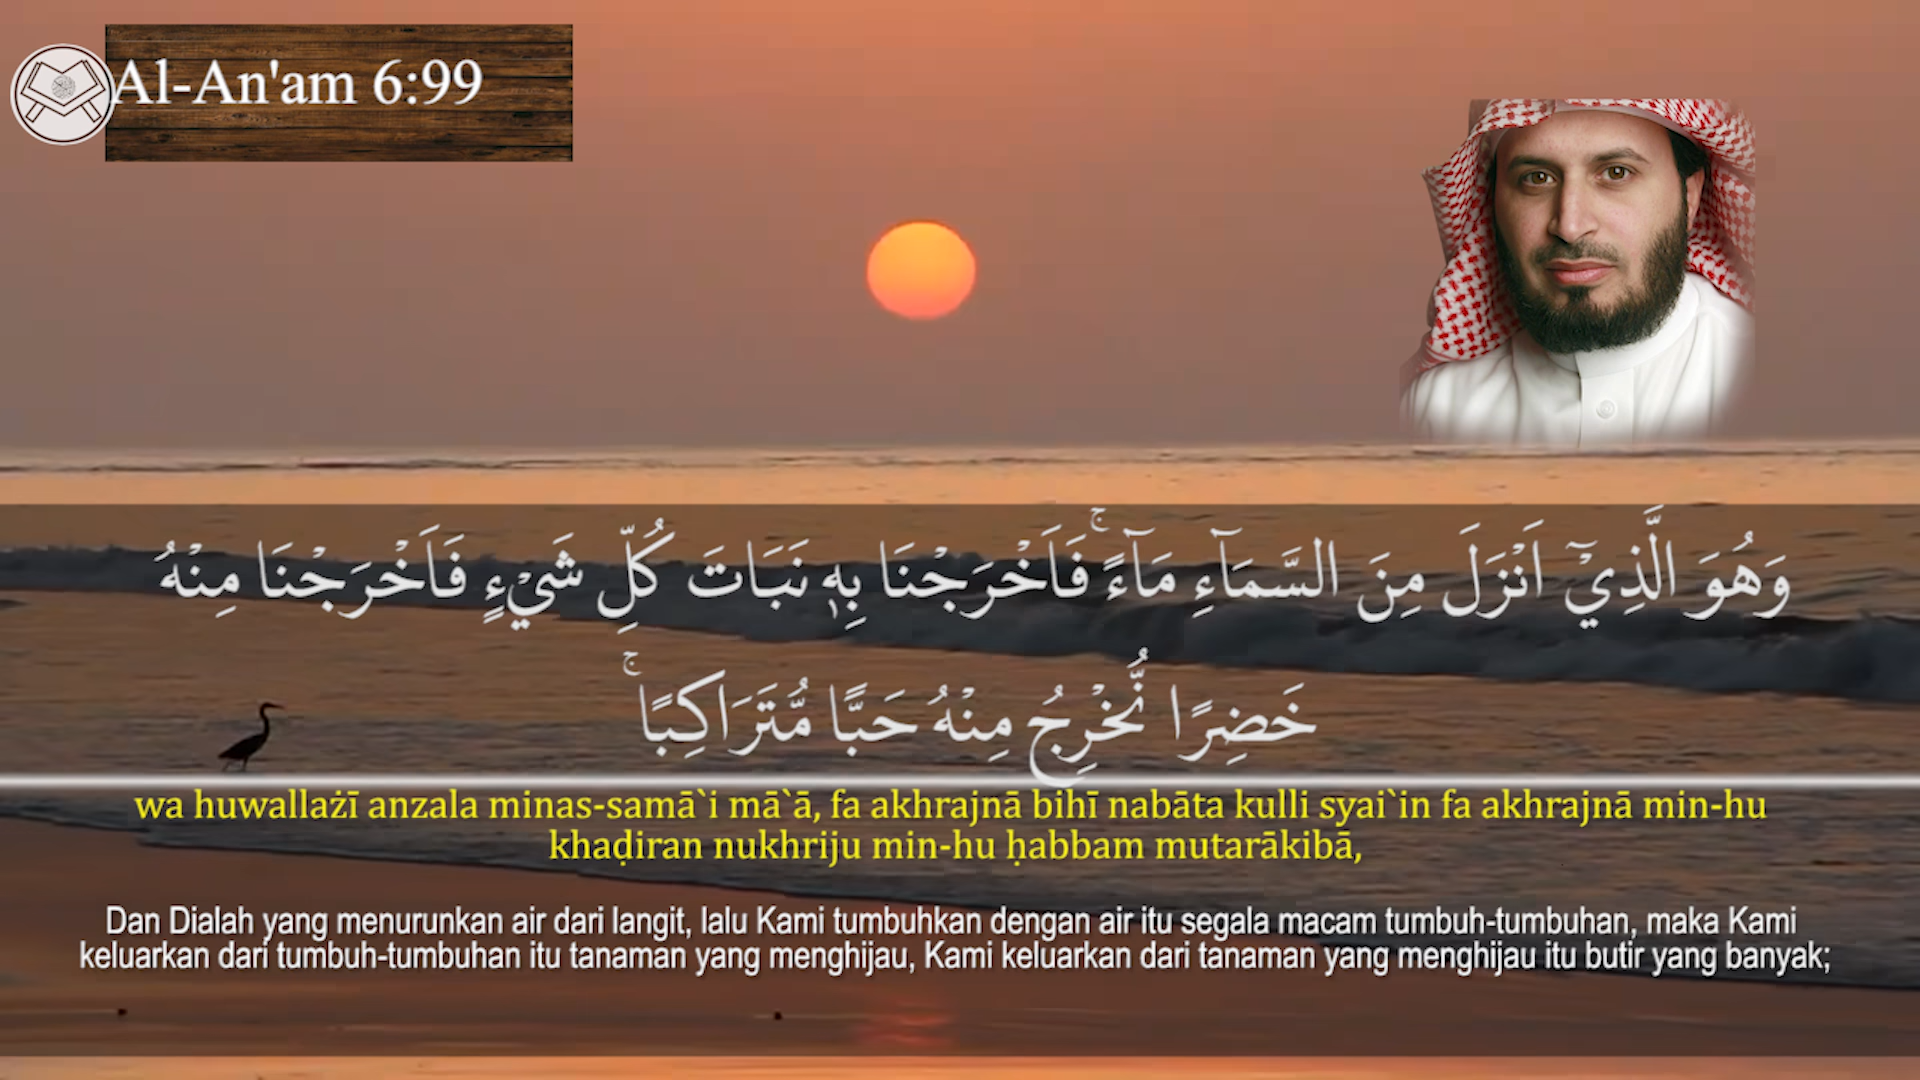 Al-An'am 6:99
وَهُوَ الَّذِيْٓ اَنْزَلَ مِنَ السَّمَاۤءِ مَاۤءًۚ فَاَخْرَجْنَا بِهٖ نَبَاتَ كُلِّ شَيْءٍ فَاَخْرَجْنَا مِنْهُ
خَضِرًا نُّخْرِجُ مِنْهُ حَبًّا مُّتَرَاكِبًاۚ
wa huwallażī anzala minas-samā`i mā`ā, fa akhrajnā bihī nabāta kulli syai`in fa akhrajnā min-hu
khaḍiran nukhriju min-hu ḥabbam mutarākibā,
Dan Dialah yang menurunkan air dari langit, lalu Kami tumbuhkan dengan air itu segala macam tumbuh-tumbuhan, maka Kami
keluarkan dari tumbuh-tumbuhan itu tanaman yang menghijau, Kami keluarkan dari tanaman yang menghijau itu butir yang banyak;